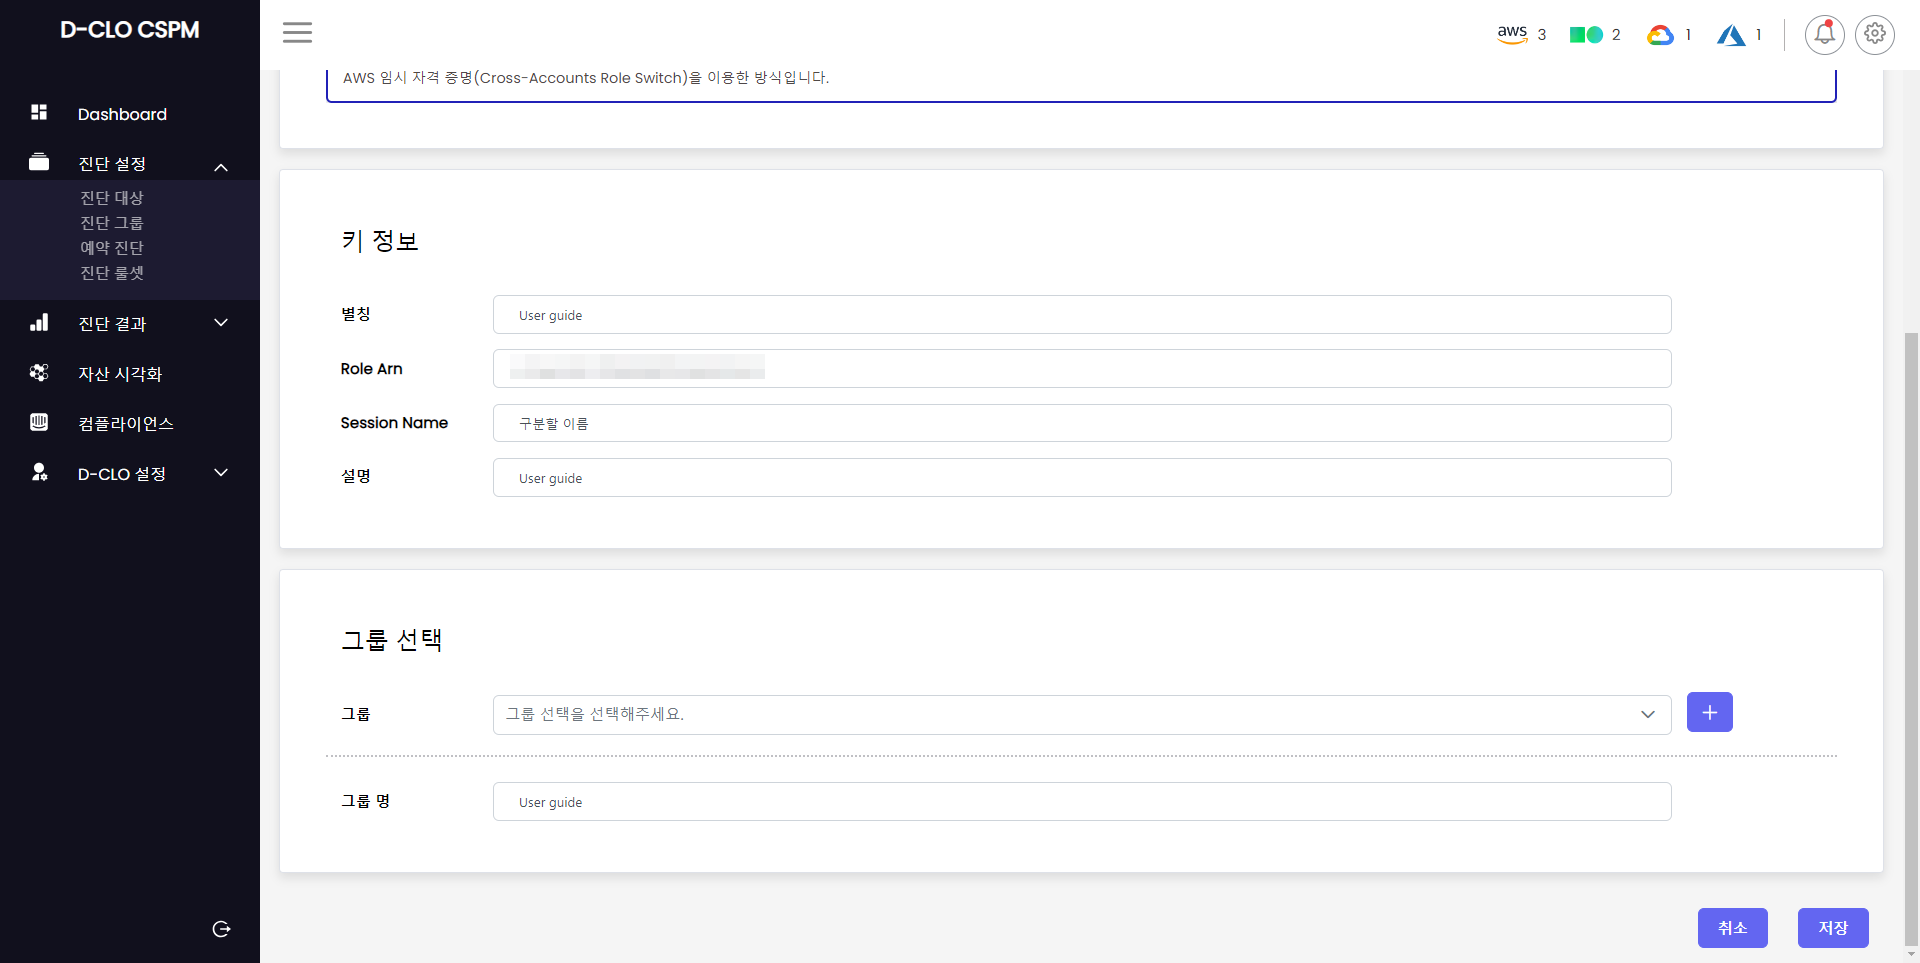 D-CLO CSPM
aws 3 2 1 1
Dashboard
진단 설정
진단 대상
진단 그룹
예약 진단
진단 룰셋
진단 결과
자산 시각화
컴플라이언스
D-CLO 설정
AWS 임시 자격 증명(Cross-Accounts Role Switch)을 이용한 방식입니다.
키 정보
별칭 User guide
Role Arn
Session Name 구분할 이름
설명 User guide
그룹 선택
그룹 그룹 선택을 선택해주세요.
그룹 명 User guide
취소 저장